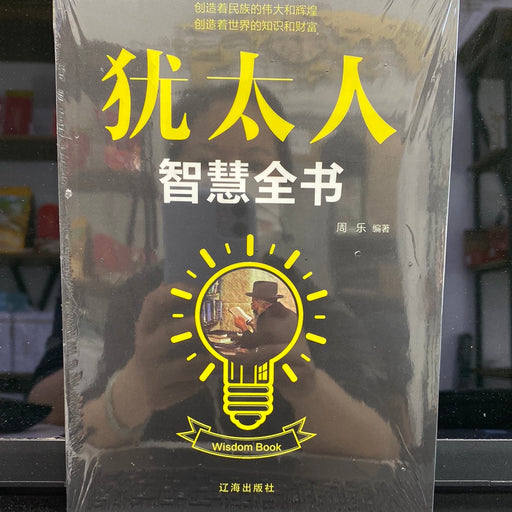 创造着民族的伟大和辉煌
创造着世界的知识和财富
犹太人
智慧全书
周乐 编著
Wisdom Book
辽海出版社